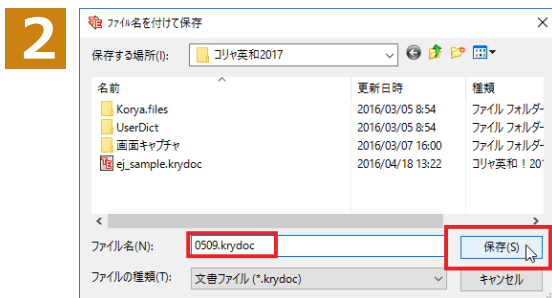 2
ファイル名を付けて保存
保存する場所(I): コリャ英和2017
名前 更新日時 種類
Korya.files 2016/03/05 8:54 ファイル フォルダー
UserDict 2016/03/05 8:54 ファイル フォルダー
画面キャプチャ 2016/03/07 16:00 ファイル フォルダー
ej_sample.krydoc 2016/04/18 13:22 コリャ英和！20
ファイル名(N): 0509.krydoc 保存(S)
ファイルの種類(T): 文書ファイル (*.krydoc) キャンセル